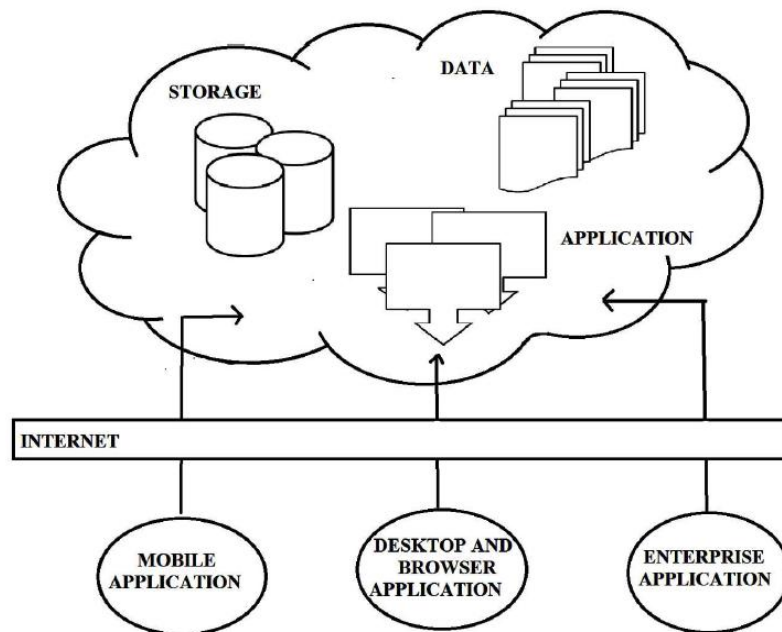 DATA
STORAGE
APPLICATION
INTERNET
MOBILE
APPLICATION
DESKTOP AND
BROWSER
APPLICATION
ENTERPRISE
APPLICATION